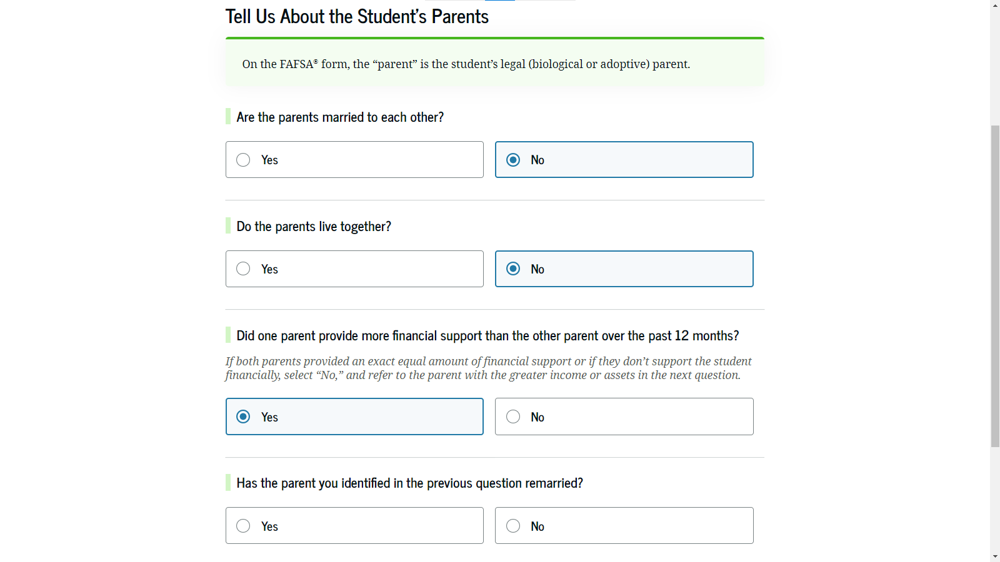 Tell Us About the Student's Parents
On the FAFSA® form, the “parent” is the student’s legal (biological or adoptive) parent.
Are the parents married to each other?
Yes
No
Do the parents live together?
Yes
No
Did one parent provide more financial support than the other parent over the past 12 months?
If both parents provided an exact equal amount of financial support or if they don’t support the student
financially, select “No,” and refer to the parent with the greater income or assets in the next question.
Yes
No
Has the parent you identified in the previous question remarried?
Yes
No